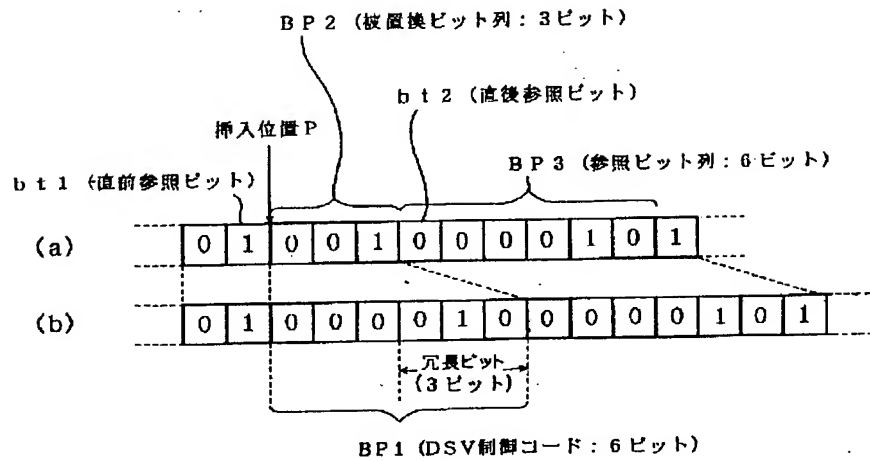 BP2 (被置換ビット列：3ビット)
bt2 (直後参照ビット)
挿入位置P
BP3 (参照ビット列：6ビット)
bt1 (直前参照ビット)
(a) 0 1 0 0 1 0 0 0 0 1 0 1
(b) 0 1 0 0 0 0 1 0 0 0 0 0 1 0 1
冗長ビット
(3ビット)
BP1 (DSV制御コード：6ビット)